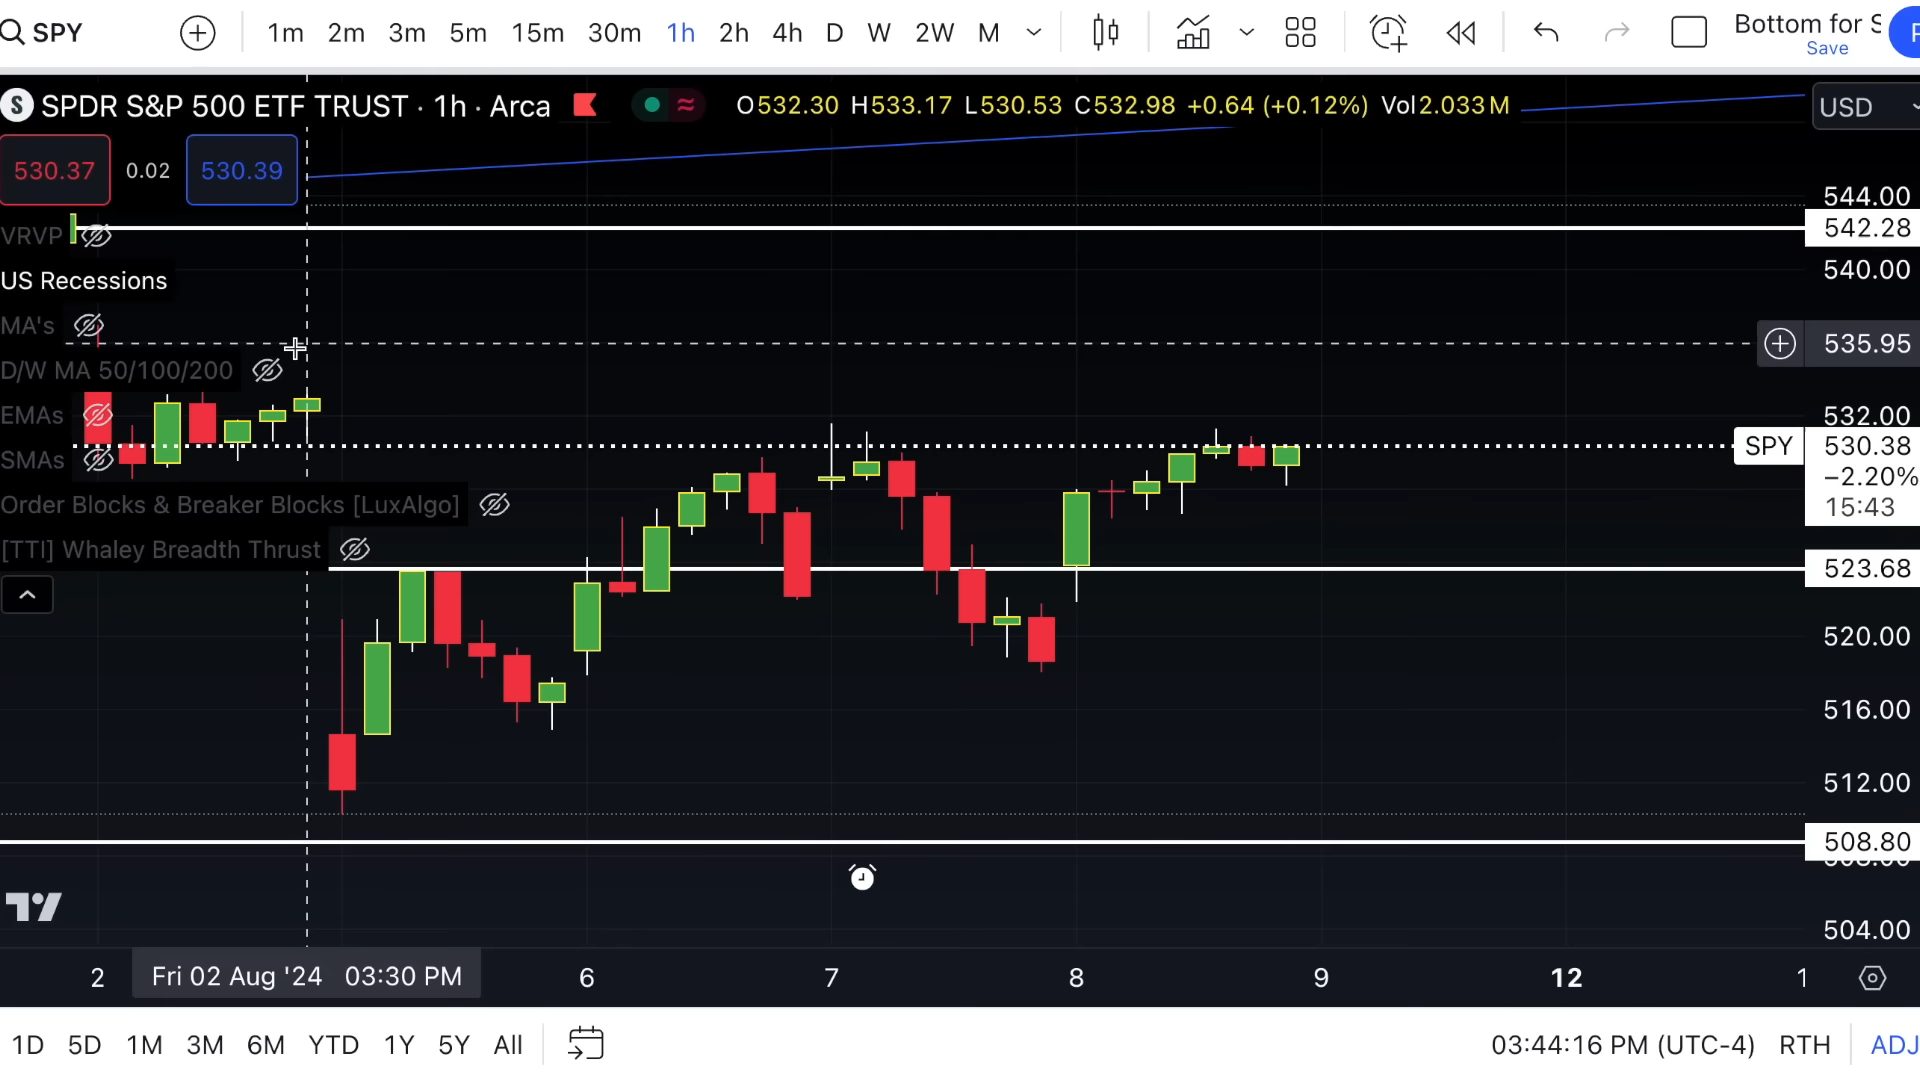 SPY 1m 2m 3m 5m 15m 30m 1h 2h 4h D W 2W M Bottom for S
Save
S SPDR S&P 500 ETF TRUST · 1h · Arca O532.30 H533.17 L530.53 C532.98 +0.64 (+0.12%) Vol2.033M USD
530.37 0.02 530.39
544.00
VRVP 542.28
US Recessions 540.00
MA's
535.95
D/W MA 50/100/200
EMAs 532.00
SMAs SPY 530.38
−2.20%
Order Blocks & Breaker Blocks [LuxAlgo] 15:43
[TTI] Whaley Breadth Thrust
523.68
520.00
516.00
512.00
508.80
504.00
2 Fri 02 Aug '24 03:30 PM 6 7 8 9 12 1
1D 5D 1M 3M 6M YTD 1Y 5Y All 03:44:16 PM (UTC-4) RTH ADJ